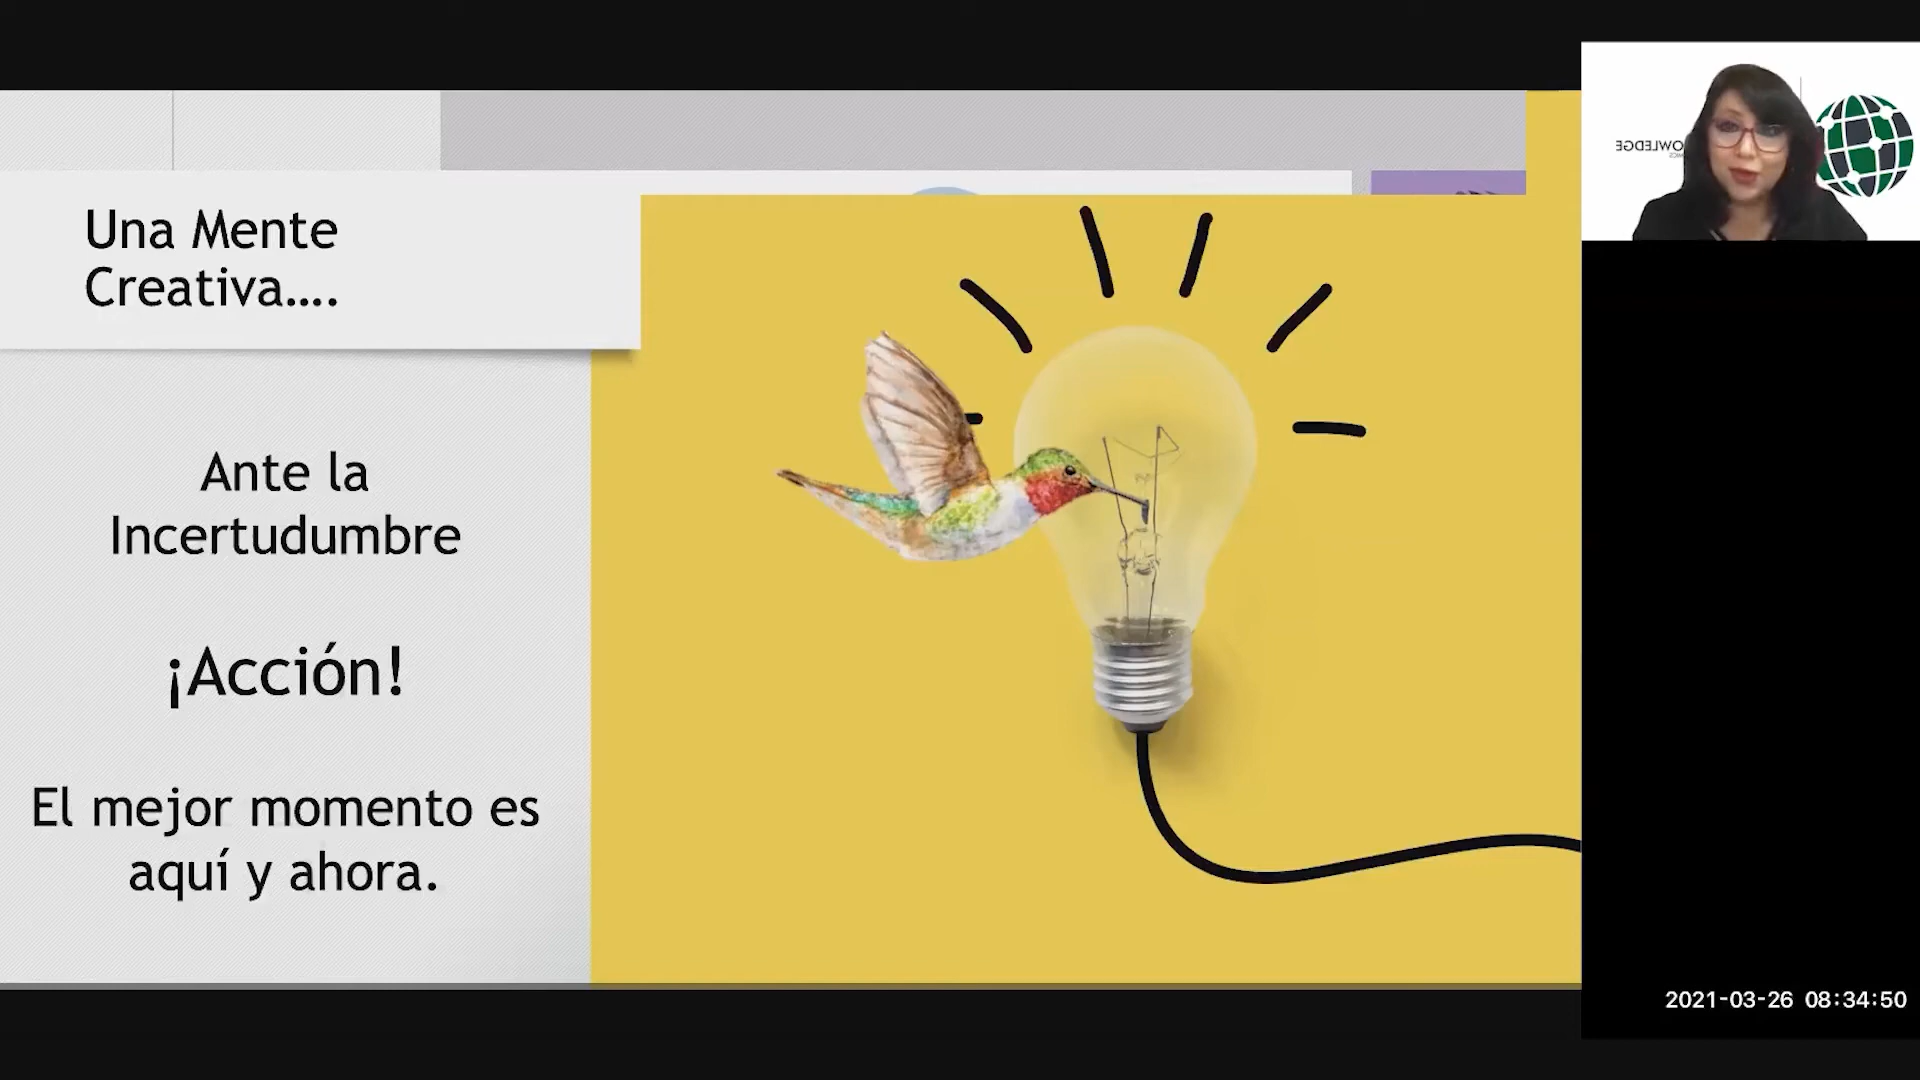 Una Mente
Creativa....
Ante la
Incertudumbre
¡Acción!
El mejor momento es
aquí y ahora.
OWLEDGE
2021-03-26 08:34:50